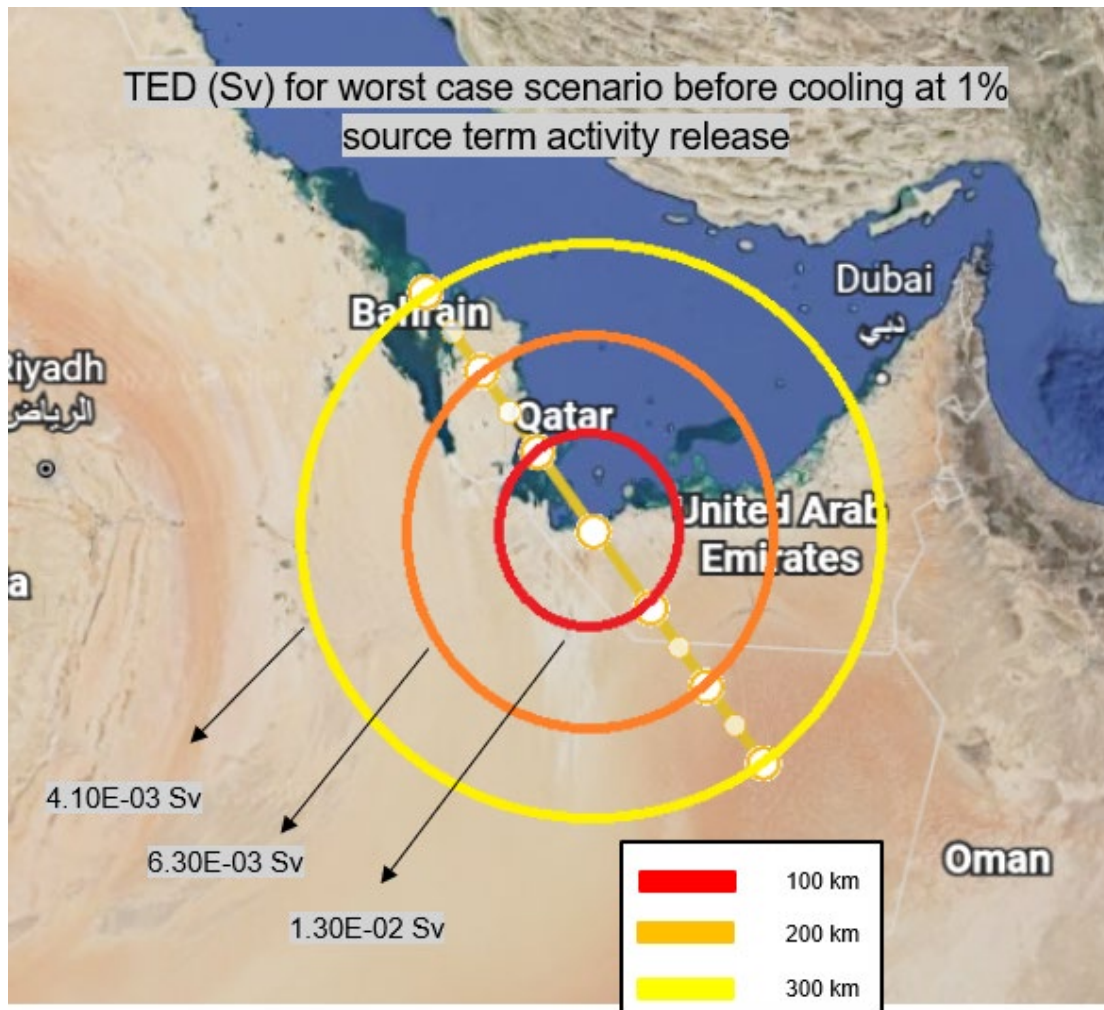 TED (Sv) for worst case scenario before cooling at 1%
source term activity release
Dubai
دبي
Bahrain
Riyadh
الرياض
Qatar
United Arab
Emirates
a
4.10E-03 Sv
6.30E-03 Sv
1.30E-02 Sv
Oman
100 km
200 km
300 km